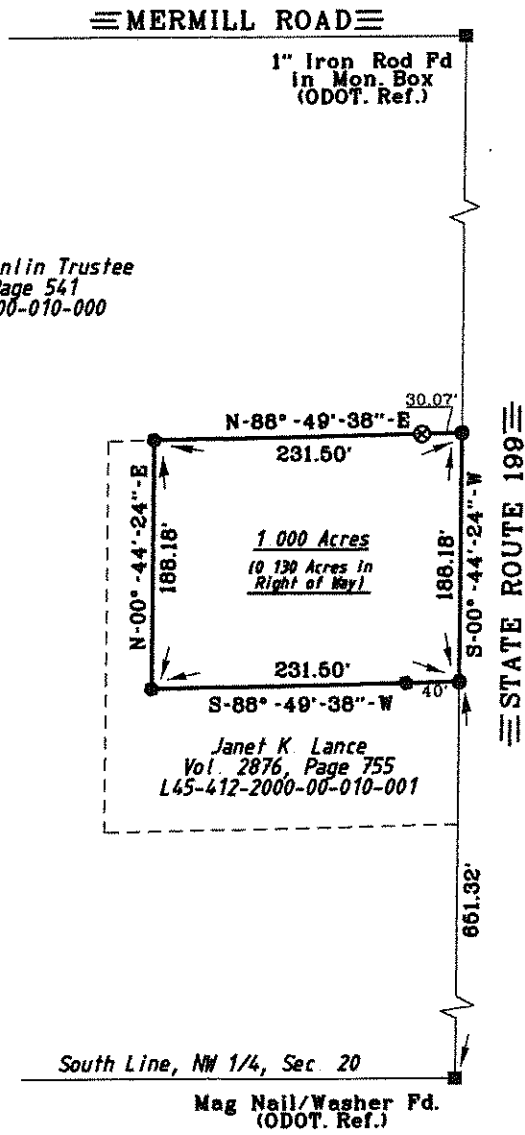 MERMILL ROAD
1" Iron Rod Fd
in Mon. Box
(ODOT. Ref.)
nlin Trustee
age 541
00-010-000
30.07'
N-88°-49'-38"-E
231.50'
N-00°-44'-24"-E
188.18'
1.000 Acres
(0.130 Acres in
Right of Way)
188.18'
S-00°-44'-24"-W
STATE ROUTE 199
231.50'
40'
S-88°-49'-38"-W
Janet K. Lance
Vol. 2876, Page 755
L45-412-2000-00-010-001
651.32'
South Line, NW 1/4, Sec. 20
Mag Nail/Washer Fd.
(ODOT. Ref.)